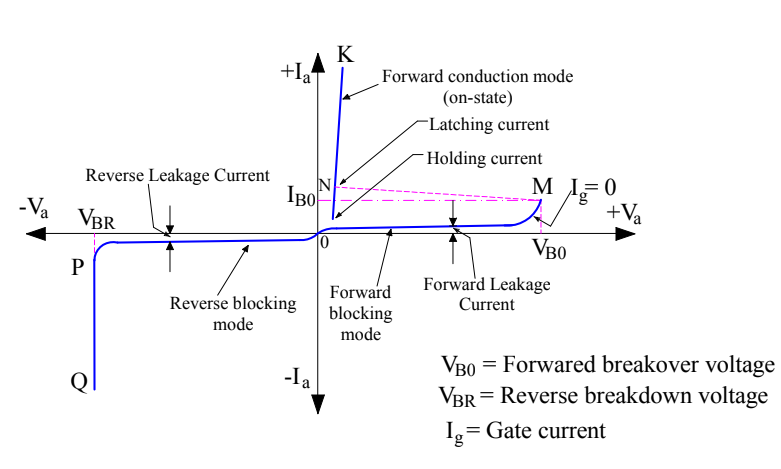 K
+Ia
Forward conduction mode
(on-state)
Latching current
Holding current
Reverse Leakage Current
N
M
Ig= 0
IB0
-Va
VBR
+Va
0
VB0
P
Reverse blocking
mode
Forward
blocking
mode
Forward Leakage
Current
Q
-Ia
VB0 = Forwared breakover voltage
VBR = Reverse breakdown voltage
Ig = Gate current